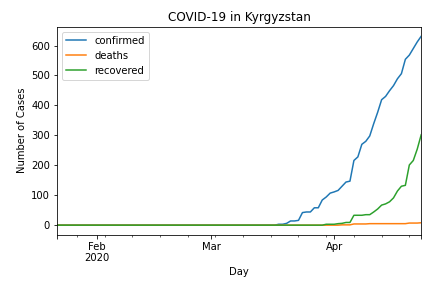 COVID-19 in Kyrgyzstan
confirmed
deaths
recovered
Number of Cases
600
500
400
300
200
100
0
Feb
2020
Mar
Apr
Day